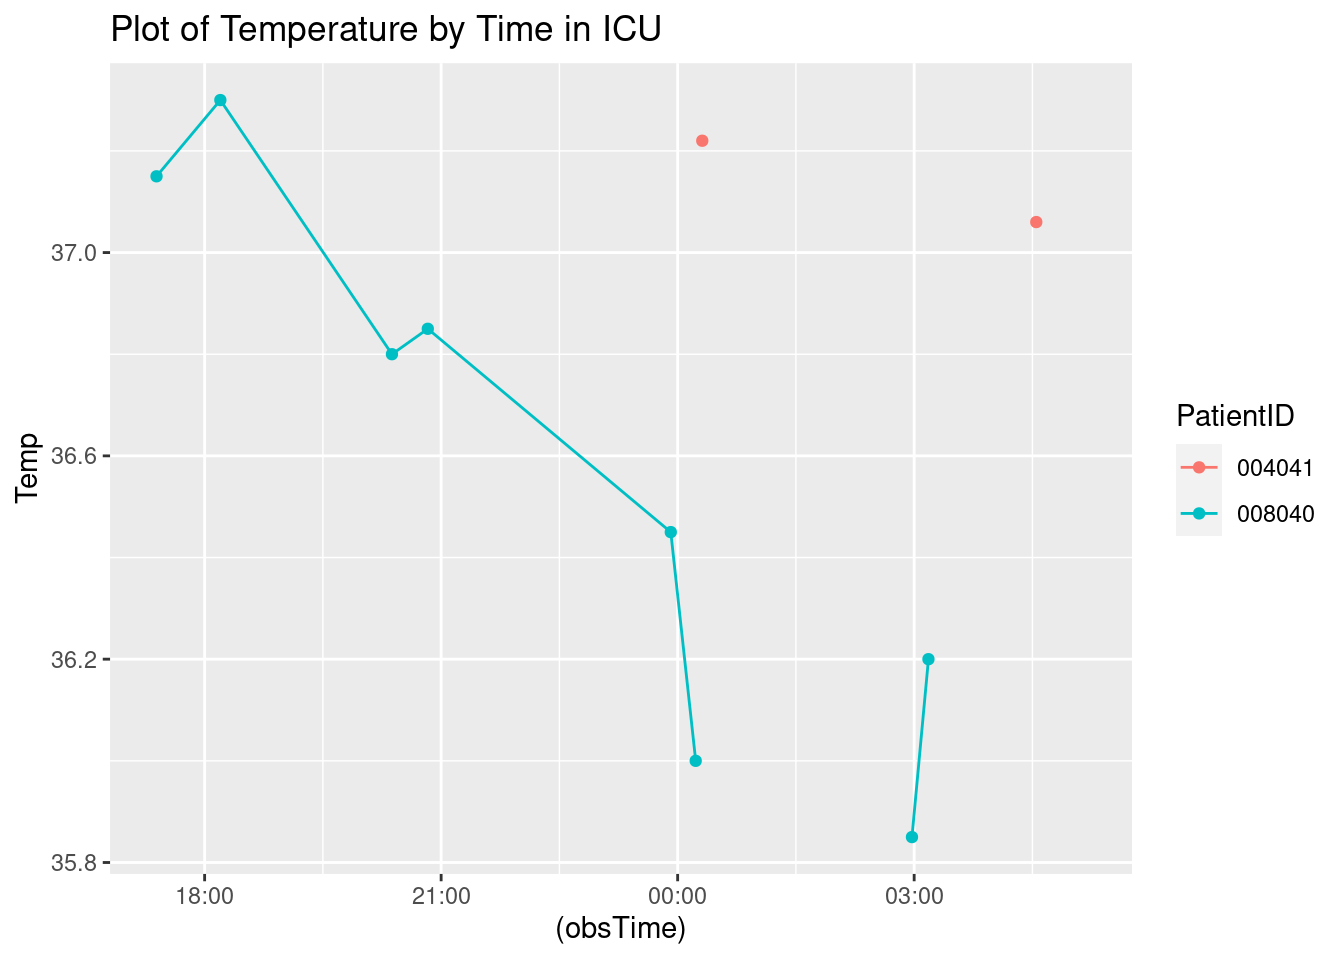 Plot of Temperature by Time in ICU
Temp
37.0
36.6
36.2
35.8
18:00 21:00 00:00 03:00
(obsTime)
PatientID
004041
008040